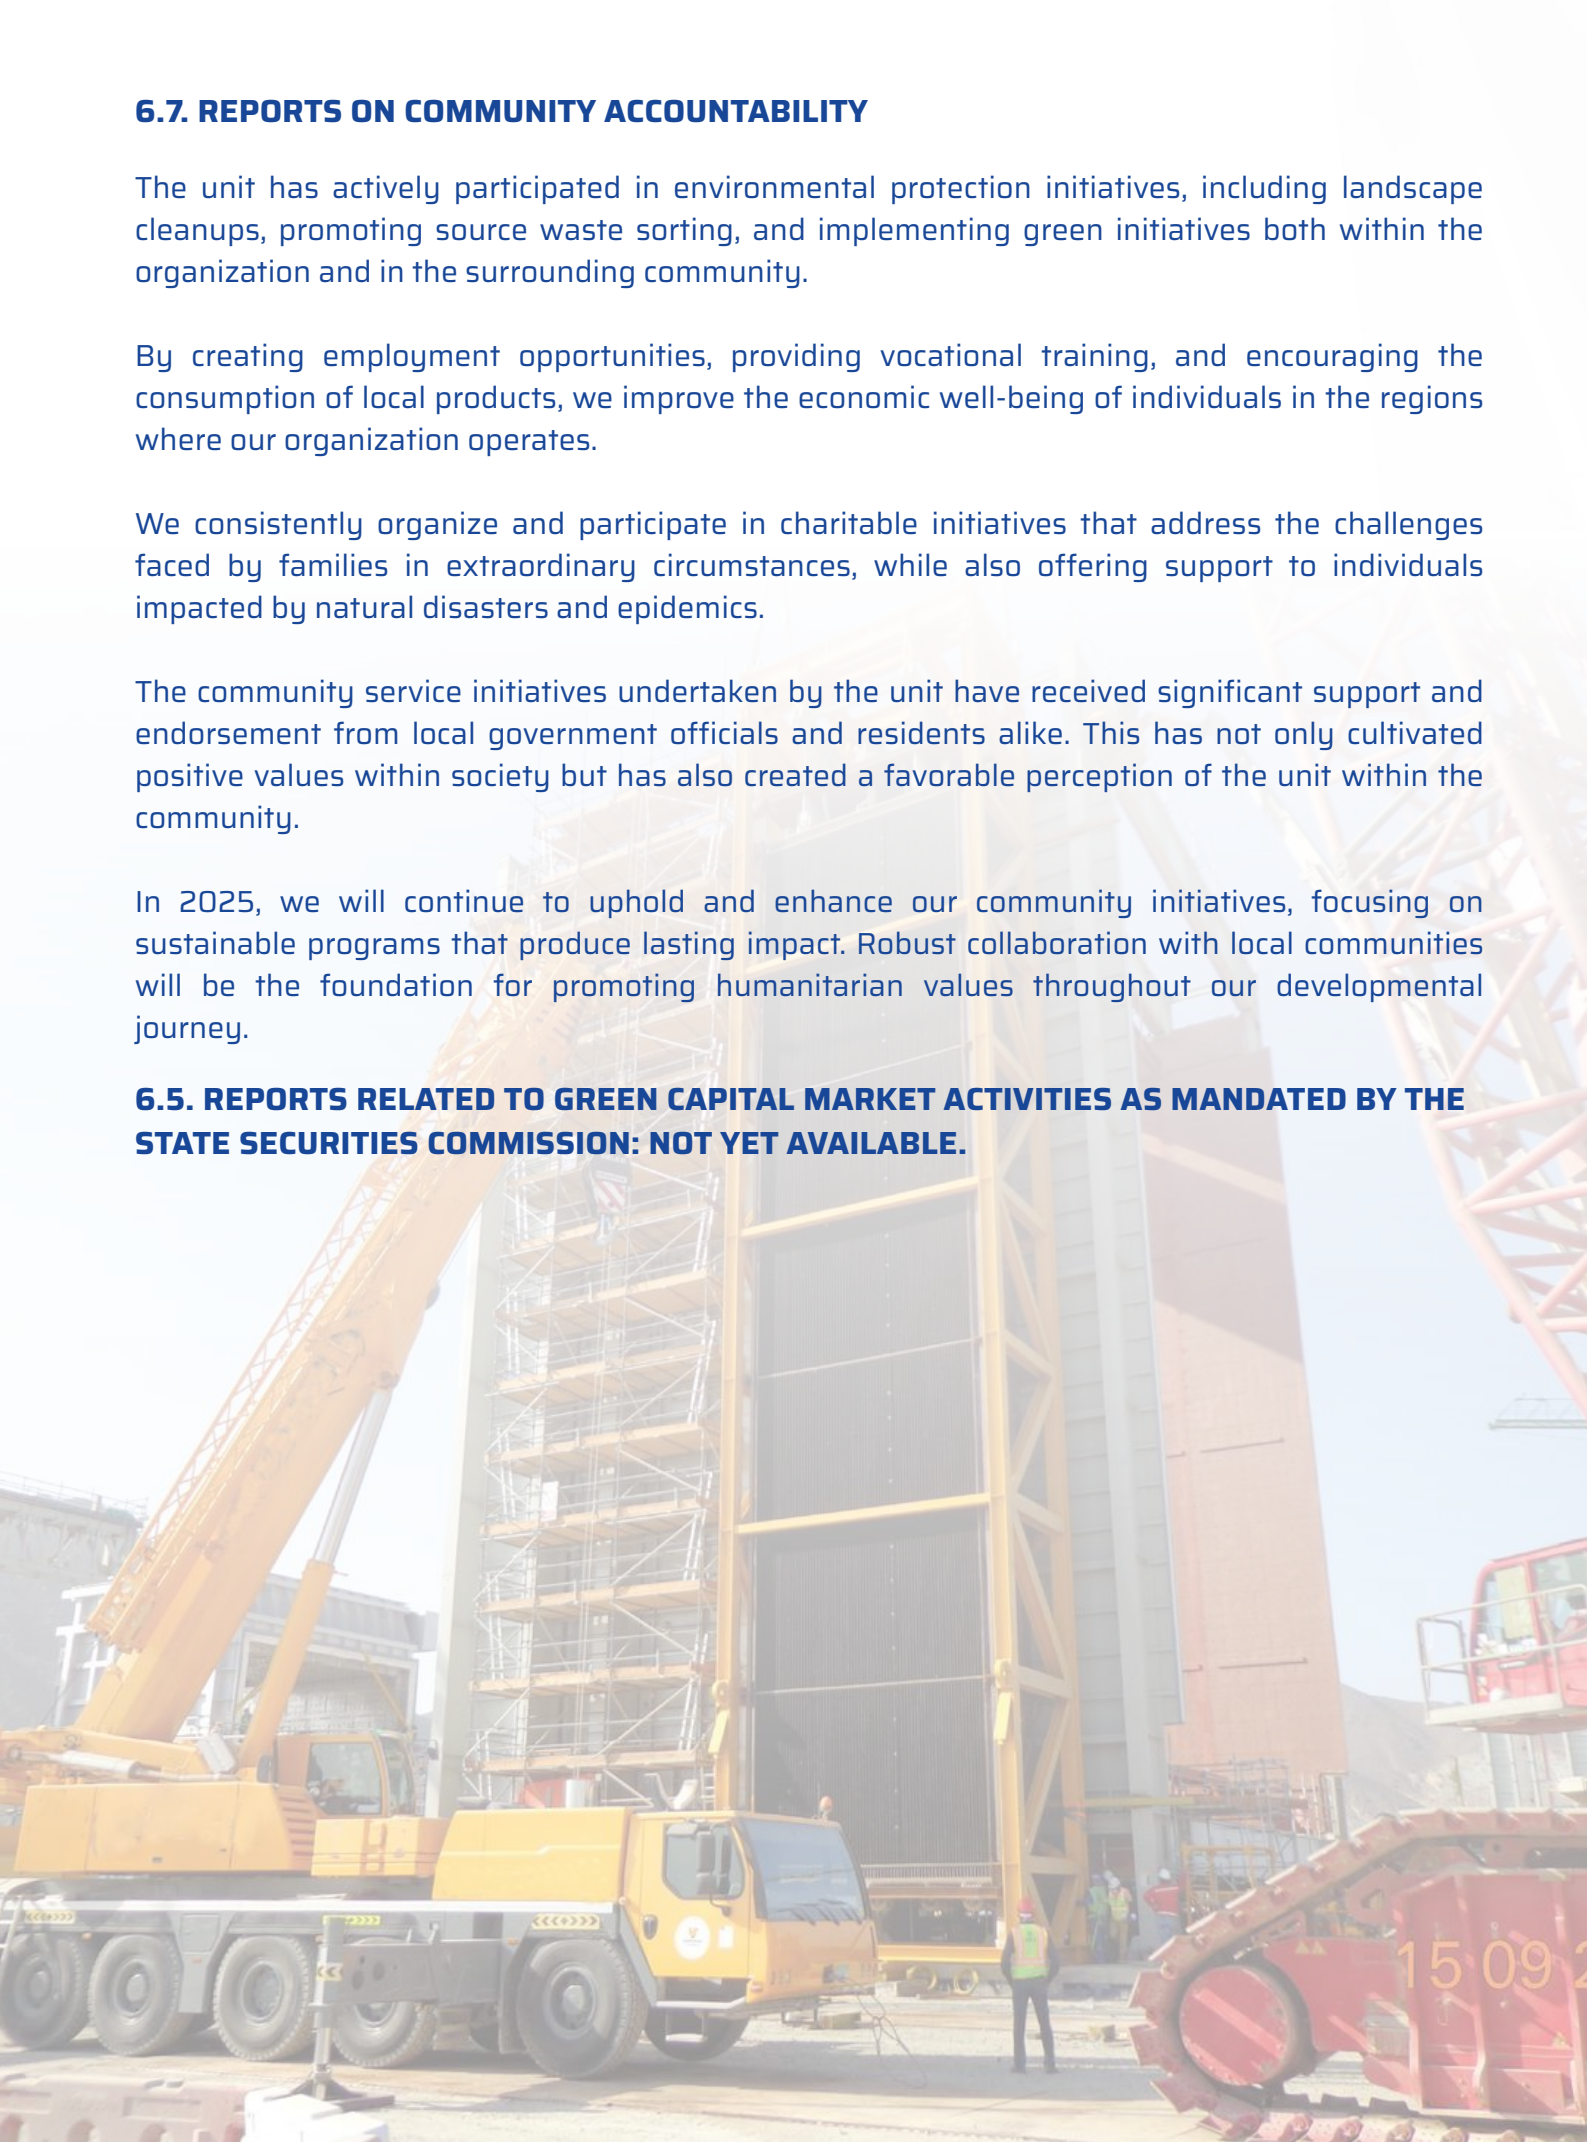 6.7. REPORTS ON COMMUNITY ACCOUNTABILITY
The unit has actively participated in environmental protection initiatives, including landscape
cleanups, promoting source waste sorting, and implementing green initiatives both within the
organization and in the surrounding community.
By creating employment opportunities, providing vocational training, and encouraging the
consumption of local products, we improve the economic well-being of individuals in the regions
where our organization operates.
We consistently organize and participate in charitable initiatives that address the challenges
faced by families in extraordinary circumstances, while also offering support to individuals
impacted by natural disasters and epidemics.
The community service initiatives undertaken by the unit have received significant support and
endorsement from local government officials and residents alike. This has not only cultivated
positive values within society but has also created a favorable perception of the unit within the
community.
In 2025, we will continue to uphold and enhance our community initiatives, focusing on
sustainable programs that produce lasting impact. Robust collaboration with local communities
will be the foundation for promoting humanitarian values throughout our developmental
journey.
6.5. REPORTS RELATED TO GREEN CAPITAL MARKET ACTIVITIES AS MANDATED BY THE
STATE SECURITIES COMMISSION: NOT YET AVAILABLE.
15 09 2